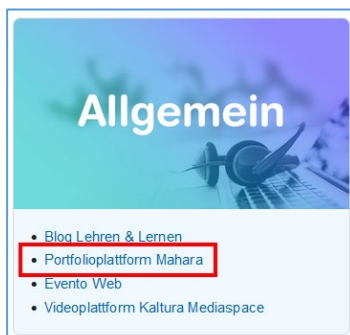 Allgemein
Blog Lehren & Lernen
Portfolioplattform Mahara
Evento Web
Videoplattform Kaltura Mediaspace